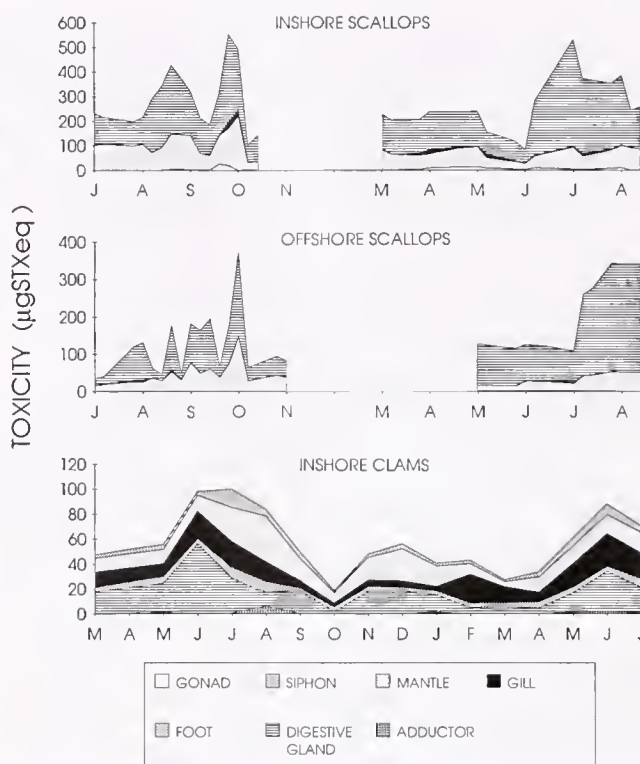 INSHORE SCALLOPS
600
500
400
300
200
100
0
J A S O N M A M J J A
OFFSHORE SCALLOPS
400
300
200
100
0
J A S O N M A M J J A
TOXICITY (µgSTXeq)
INSHORE CLAMS
120
100
80
60
40
20
0
M A M J J A S O N D J F M A M J J
GONAD SIPHON MANTLE GILL
FOOT DIGESTIVE GLAND ADDUCTOR